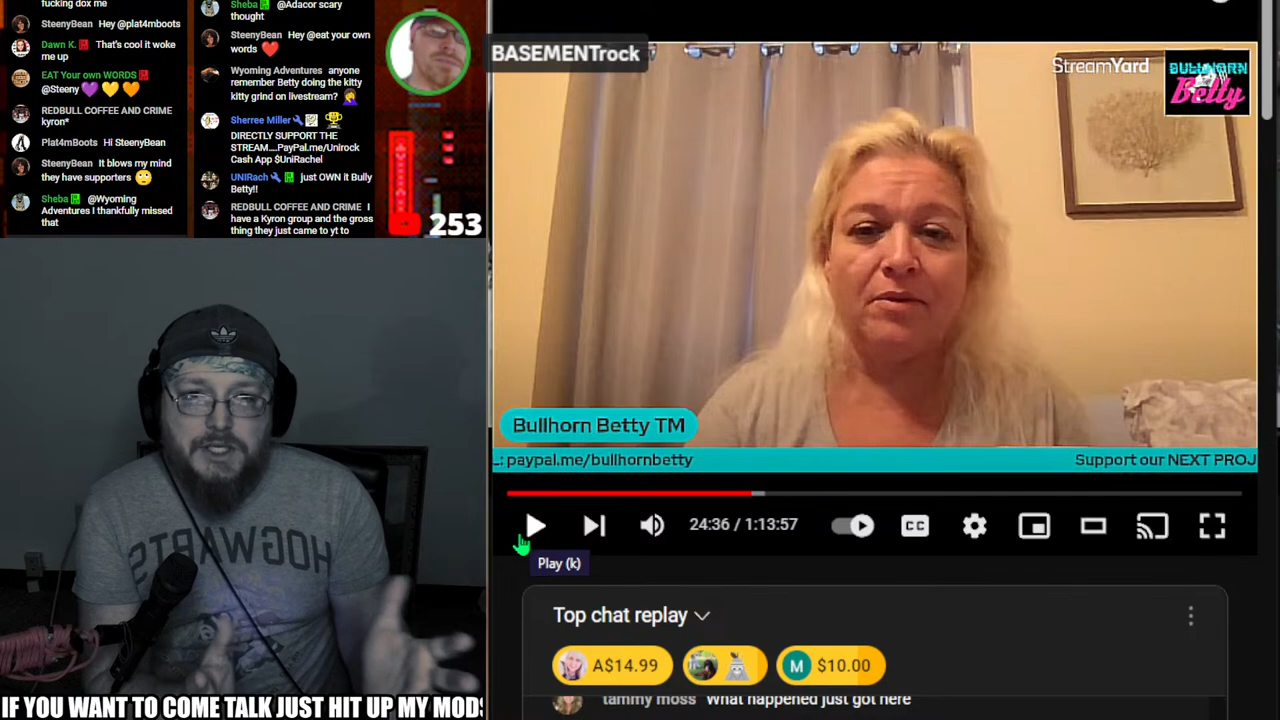 fucking dox me
SteenyBean Hey @plat4mboots
Dawn K. That's cool it woke
me up
EAT Your own WORDS
@Steeny
REDBULL COFFEE AND CRIME
kyron*
Plat4mBoots Hi SteenyBean
SteenyBean It blows my mind
they have supporters
Sheba @Wyoming
Adventures I thankfully missed
that
Sheba @Adacor scary
thought
SteenyBean Hey @eat your own
words
Wyoming Adventures anyone
remember Betty doing the kitty
kitty grind on livestream?
Sherree Miller
DIRECTLY SUPPORT THE
STREAM....PayPal.me/Unirock
Cash App $UniRachel
UNIRach just OWN it Bully
Betty!!
REDBULL COFFEE AND CRIME I
have a Kyron group and the gross
thing they just came to yt to
253
BASEMENTrock
StreamYard
BULLHORN
Betty
HOGWARTS
Bullhorn Betty TM
L: paypal.me/bullhornbetty
Support our NEXT PROJ
24:36 / 1:13:57
CC
Play (k)
Top chat replay
A$14.99
M $10.00
tammy moss What happened just got here
IF YOU WANT TO COME TALK JUST HIT UP MY MODS